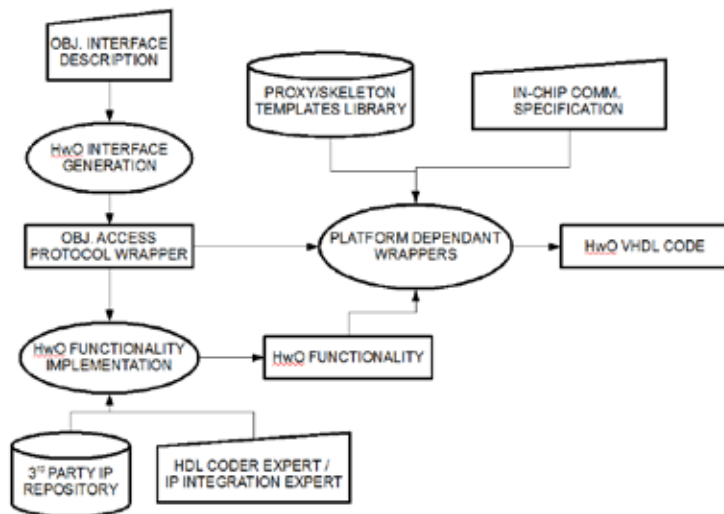 OBJ. INTERFACE
DESCRIPTION
PROXY/SKELETON
TEMPLATES LIBRARY
IN-CHIP COMM.
SPECIFICATION
HwO INTERFACE
GENERATION
OBJ. ACCESS
PROTOCOL WRAPPER
PLATFORM DEPENDANT
WRAPPERS
HwO VHDL CODE
HwO FUNCTIONALITY
IMPLEMENTATION
HwO FUNCTIONALITY
3rd PARTY IP
REPOSITORY
HDL CODER EXPERT /
IP INTEGRATION EXPERT